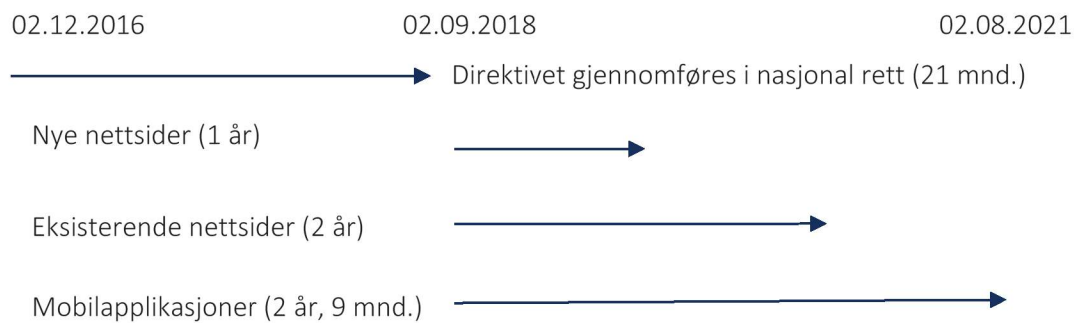 02.12.2016 02.09.2018 02.08.2021
Direktivet gjennomføres i nasjonal rett (21 mnd.)
Nye nettsider (1 år)
Eksisterende nettsider (2 år)
Mobilapplikasjoner (2 år, 9 mnd.)